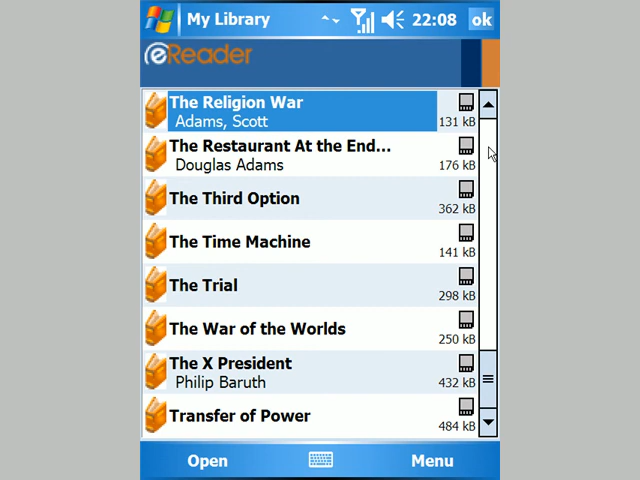 My Library 22:08 ok
eReader
The Religion War
Adams, Scott 131 kB
The Restaurant At the End...
Douglas Adams 176 kB
The Third Option
362 kB
The Time Machine
141 kB
The Trial
298 kB
The War of the Worlds
250 kB
The X President
Philip Baruth 432 kB
Transfer of Power
484 kB
Open Menu